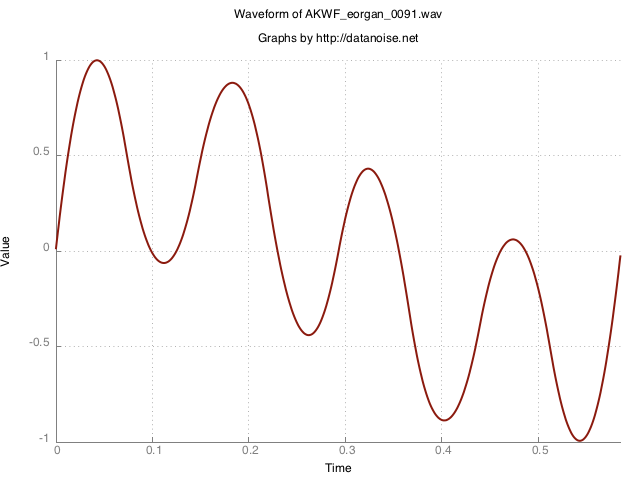 Waveform of AKWF_eorgan_0091.wav
Graphs by http://datanoise.net
1
0.5
0
-0.5
-1
Value
0 0.1 0.2 0.3 0.4 0.5
Time